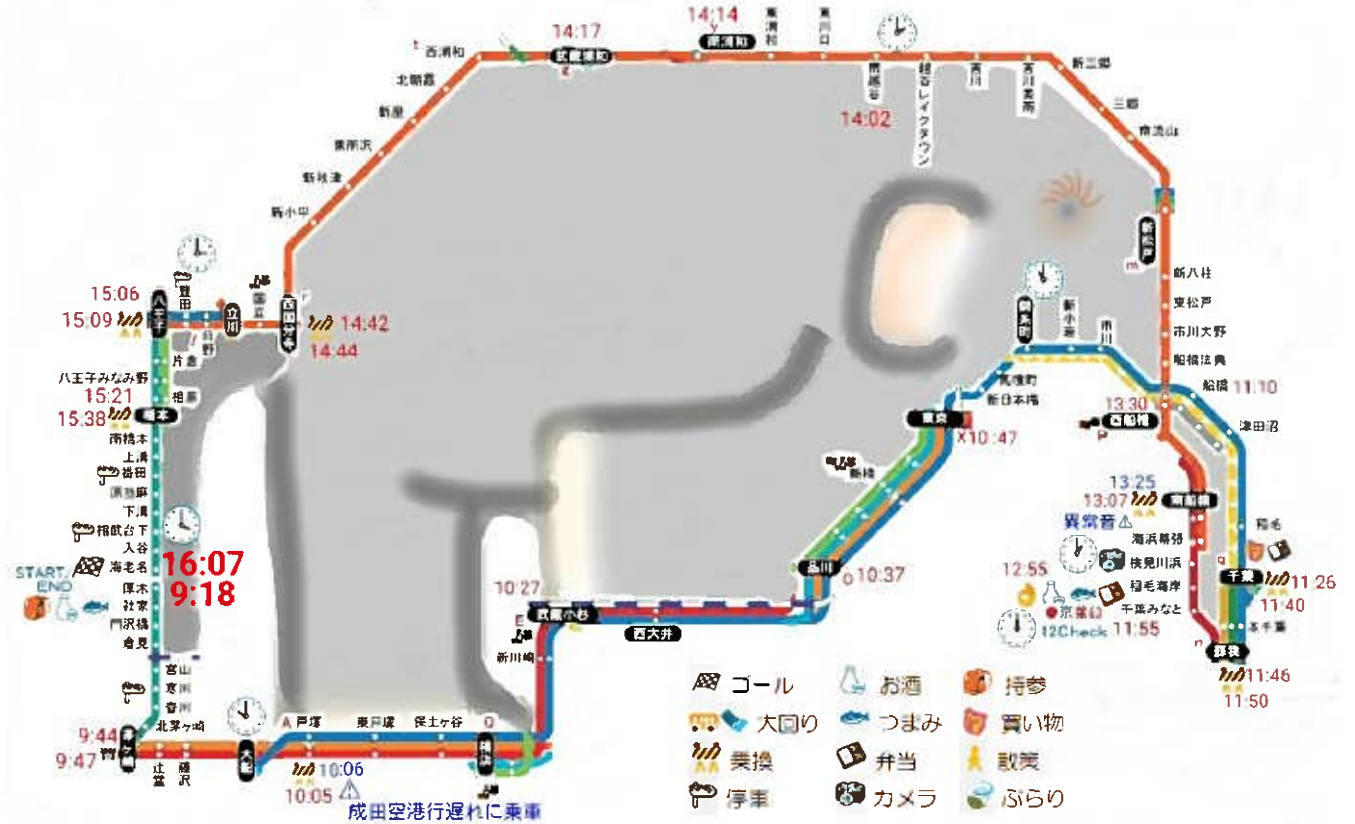 14:14
14:17
y
東浦和
東川口
t
西浦和
武蔵浦和
南浦和
z
新三郷
北朝霞
南越谷
越谷レイクタウン
吉川
吉川美南
三郷
新座
14:02
南流山
東所沢
新秋津
新小平
新松戸
m
新八柱
15:06
豊田
国立
r
東松戸
15:09
八王子
立川
西国分寺
14:42
錦糸町
新小岩
市川
市川大野
日野
14:44
片倉
船橋法典
八王子みなみ野
馬喰町
船橋 11:10
15:21
相原
新日本橋
13:30
15:38
橋本
東京
X10:47
西船橋
津田沼
p
南橋本
上溝
番田
新橋
13:25
原当麻
13:07
南船橋
下溝
異常音⚠
稲毛
相武台下
海浜幕張
入谷
16:07
検見川浜
q
START/
END
海老名
9:18
品川
o 10:37
12:55
稲毛海岸
千葉
11:26
厚木
10:27
京葉線
千葉みなと
11:40
社家
E
武蔵小杉
12Check 11:55
本千葉
門沢橋
西大井
n
蘇我
倉見
新川崎
11:46
宮山
11:50
寒川
ゴール
お酒
持参
香川
大回り
つまみ
買い物
北茅ヶ崎
A 戸塚
東戸塚
保土ヶ谷
Q
乗換
弁当
散策
9:44
茅ヶ崎
大船
横浜
停車
カメラ
ぶらり
9:47
辻堂
藤沢
10:06
10:05 ⚠
成田空港行遅れに乗車